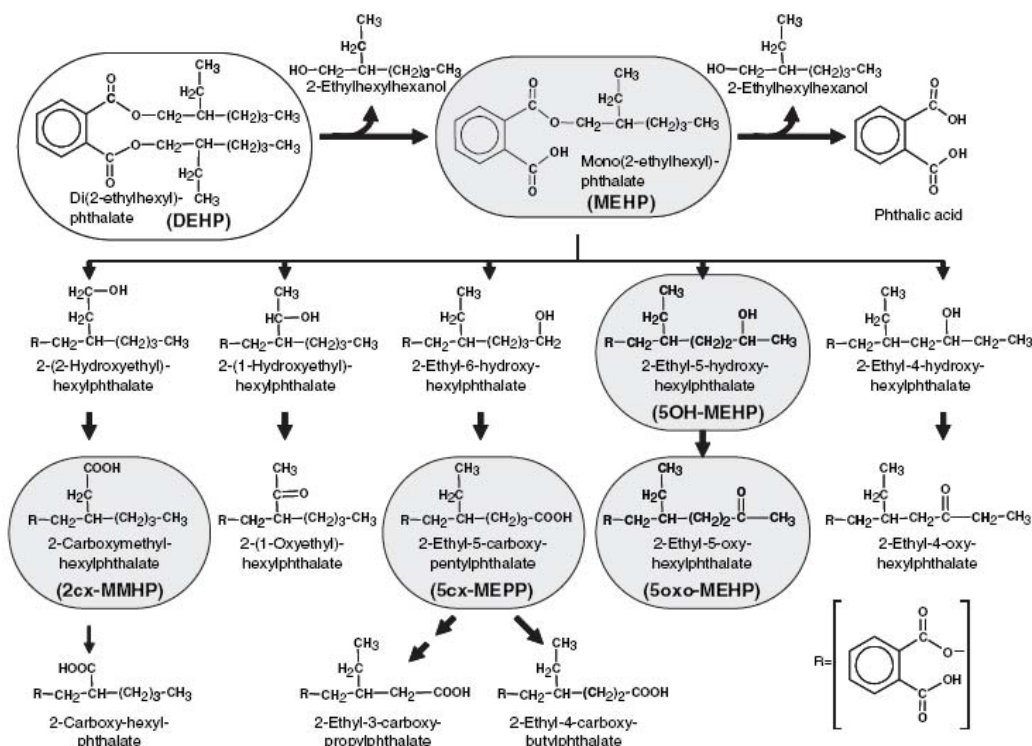 CH3
H2C
HO—CH2—CH—(CH2)3-CH3
2-Ethylhexylhexanol
CH3
H2C
HO—CH2—CH—(CH2)3-CH3
2-Ethylhexylhexanol
CH3
H2C
O
C
O—CH2—CH—(CH2)3—CH3
O—CH2—CH—(CH2)3—CH3
C
O
H2C
CH3
Di(2-ethylhexyl)-
phthalate
(DEHP)
CH3
H2C
O
C
O—CH2—CH—(CH2)3—CH3
OH
C
O
Mono(2-ethylhexyl)-
phthalate
(MEHP)
O
C
OH
OH
C
O
Phthalic acid
H2C—OH
H2C
R—CH2—CH—(CH2)3—CH3
2-(2-Hydroxyethyl)-
hexylphthalate
CH3
HC—OH
R—CH2—CH—(CH2)3—CH3
2-(1-Hydroxyethyl)-
hexylphthalate
CH3
H2C
OH
R—CH2—CH—(CH2)3-CH2
2-Ethyl-6-hydroxy-
hexylphthalate
CH3
H2C
OH
R—CH2—CH—(CH2)2—CH—CH3
2-Ethyl-5-hydroxy-
hexylphthalate
(5OH-MEHP)
CH3
H2C
OH
R—CH2—CH—CH2—CH—CH2—CH3
2-Ethyl-4-hydroxy-
hexylphthalate
COOH
H2C
R—CH2—CH—(CH2)3—CH3
2-Carboxymethyl-
hexylphthalate
(2cx-MMHP)
CH3
C=O
R—CH2—CH—(CH2)3—CH3
2-(1-Oxyethyl)-
hexylphthalate
CH3
H2C
R—CH2—CH—(CH2)3COOH
2-Ethyl-5-carboxy-
pentylphthalate
(5cx-MEPP)
CH3
H2C
O
R—CH2—CH—(CH2)2—C—CH3
2-Ethyl-5-oxy-
hexylphthalate
(5oxo-MEHP)
CH3
H2C
O
R—CH2—CH—CH2—C—CH2—CH3
2-Ethyl-4-oxy-
hexylphthalate
HOOC
R—CH2—CH—(CH2)3—CH3
2-Carboxy-hexyl-
phthalate
CH3
H2C
R—CH2—CH—CH2—COOH
2-Ethyl-3-carboxy-
propylphthalate
CH3
H2C
R—CH2—CH—(CH2)2COOH
2-Ethyl-4-carboxy-
butylphthalate
R=
O
C
O—
OH
C
O